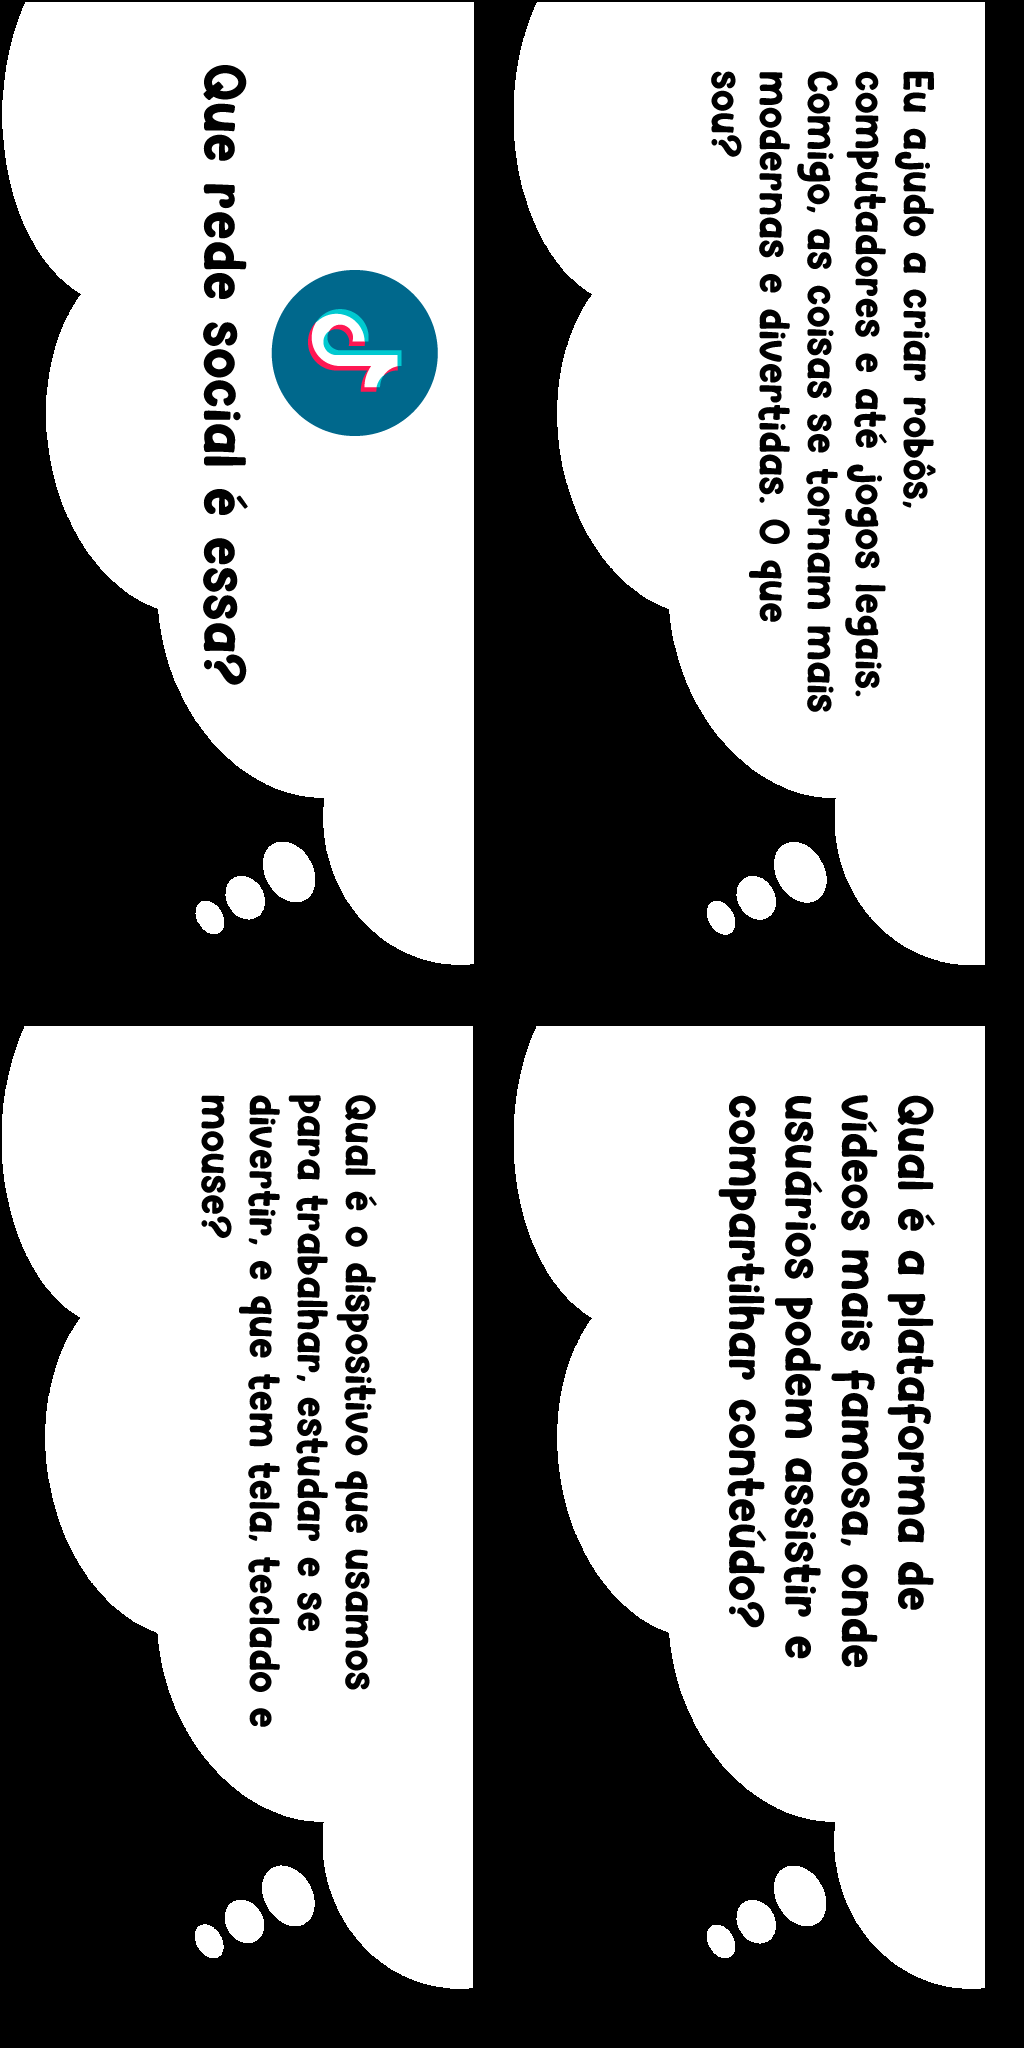 Que rede social é essa?
Eu ajudo a criar robôs,
computadores e até jogos legais.
Comigo, as coisas se tornam mais
modernas e divertidas. O que
sou?
Qual é o dispositivo que usamos
para trabalhar, estudar e se
divertir, e que tem tela, teclado e
mouse?
Qual é a plataforma de
vídeos mais famosa, onde
usuários podem assistir e
compartilhar conteúdo?